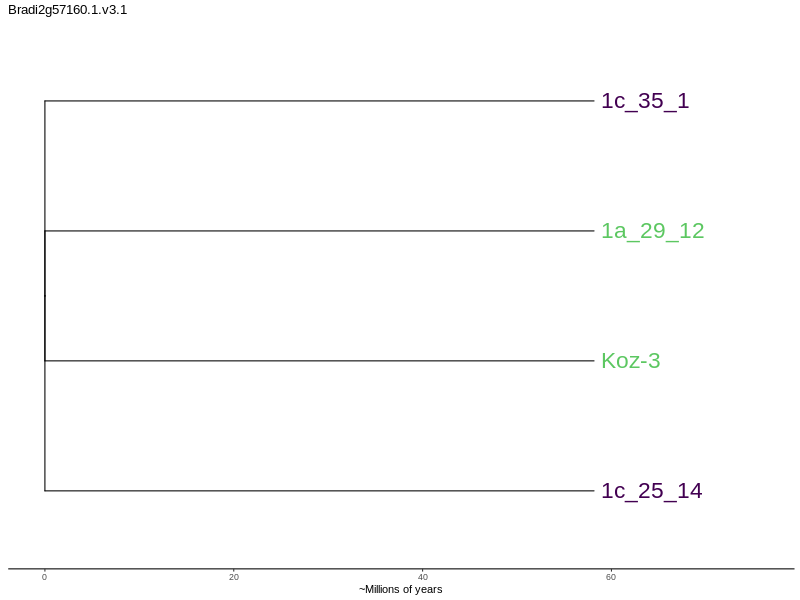 Bradi2g57160.1.v3.1
1c_35_1
1a_29_12
Koz-3
1c_25_14
0 20 40 60
~Millions of years